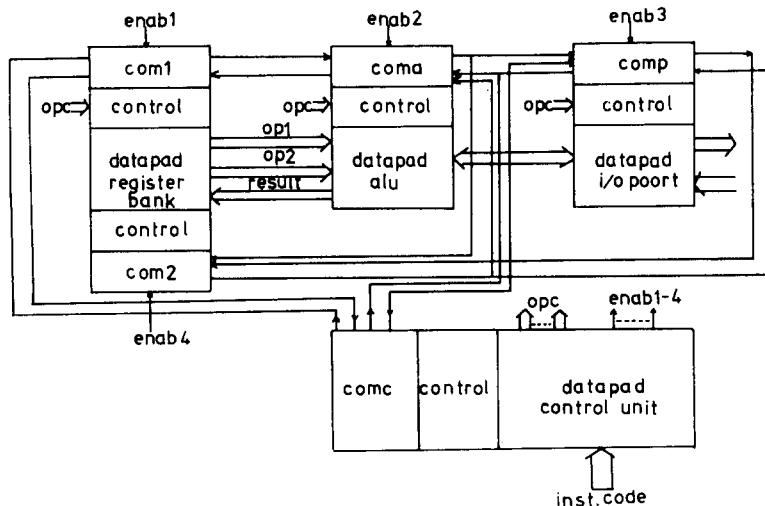 enab1
enab2
enab3
com1
coma
comp
opc
control
opc
control
opc
control
op1
op2
result
datapad
register
bank
datapad
alu
datapad
i/o poort
control
com2
enab4
opc
enab1-4
comc
control
datapad
control unit
inst. code